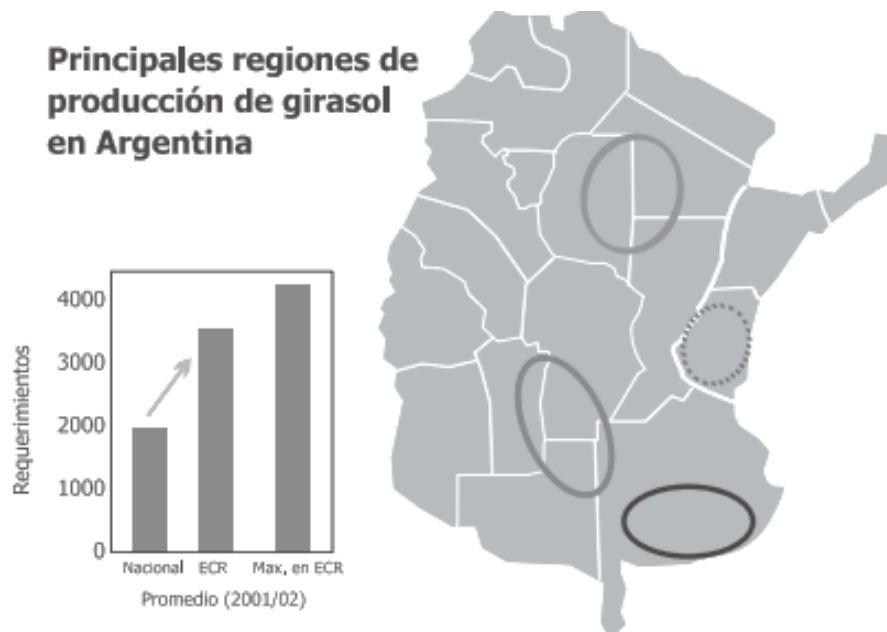 Principales regiones de
producción de girasol
en Argentina
Requerimientos
4000
3000
2000
1000
0
Nacional ECR Max, en ECR
Promedio (2001/02)